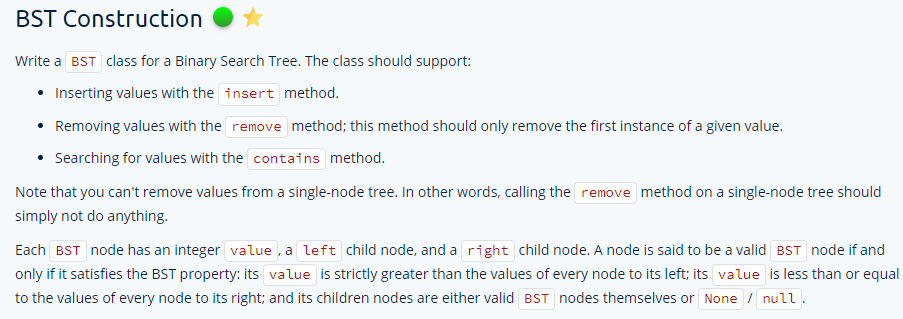 BST Construction
Write a BST class for a Binary Search Tree. The class should support:
• Inserting values with the insert method.
• Removing values with the remove method; this method should only remove the first instance of a given value.
• Searching for values with the contains method.
Note that you can't remove values from a single-node tree. In other words, calling the remove method on a single-node tree should
simply not do anything.
Each BST node has an integer value, a left child node, and a right child node. A node is said to be a valid BST node if and
only if it satisfies the BST property: its value is strictly greater than the values of every node to its left; its value is less than or equal
to the values of every node to its right; and its children nodes are either valid BST nodes themselves or None / null.